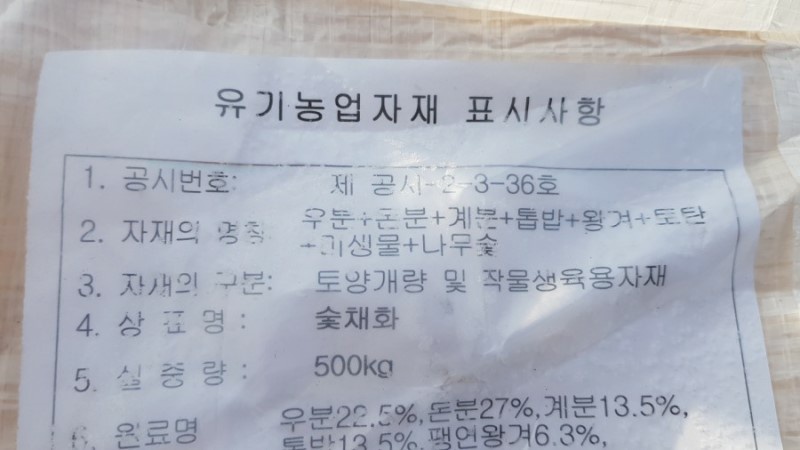 유기농업자재 표시사항
1. 공시번호: 제 공시-2-3-36호
2. 자재의 명칭 우분+돈분+계분+톱밥+왕겨+토탄
+미생물+나무숯
3. 자재의 구분: 토양개량 및 작물생육용자재
4. 상 표 명 : 숯채화
5. 실 중 량 : 500kg
6. 원료명 우분22.5%,돈분27%,계분13.5%,
톱밥13.5%,팽연왕겨6.3%,